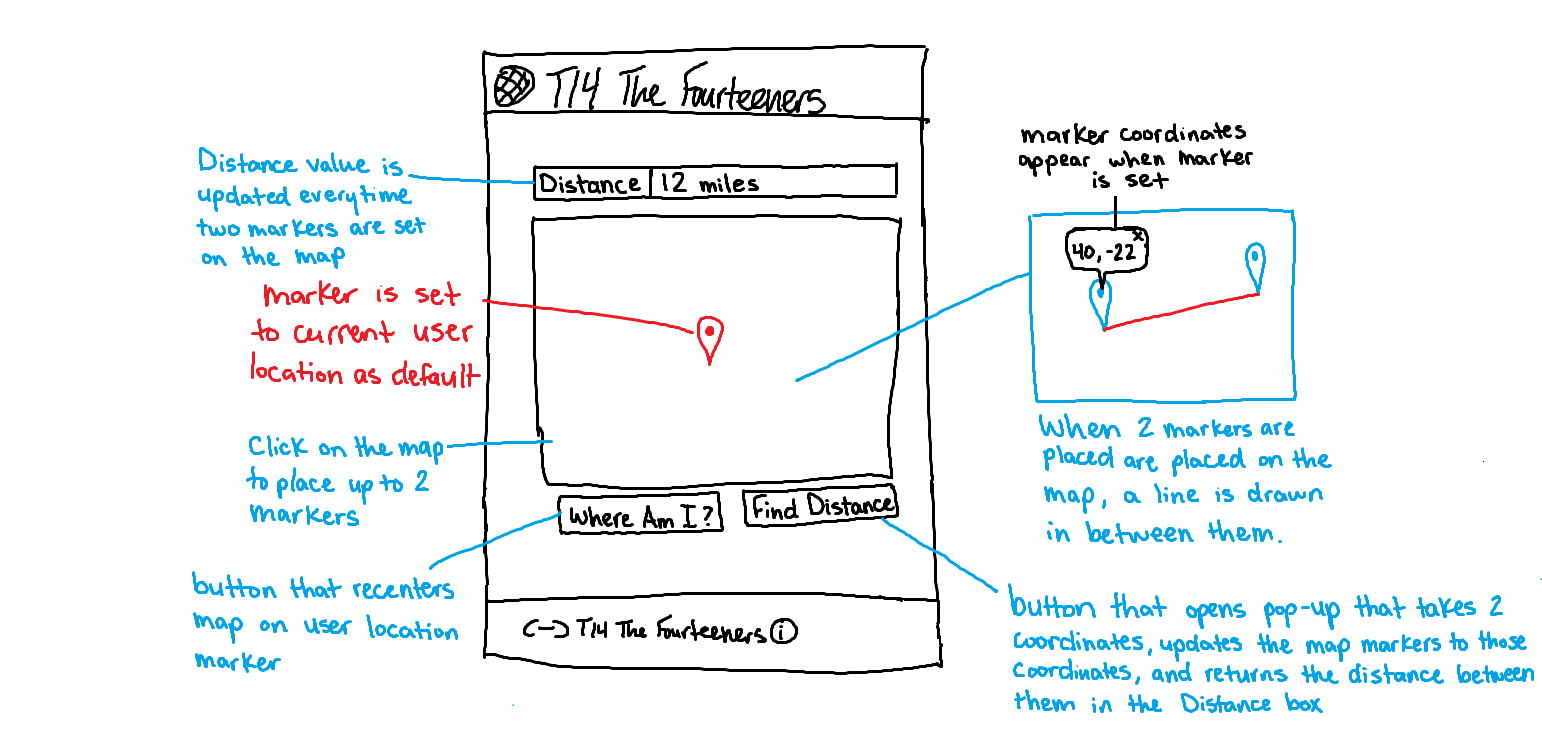 T14 The Fourteeners
Distance value is
updated everytime
two markers are set
on the map
Distance 12 miles
marker is set
to current user
location as default
Click on the map
to place up to 2
markers
Where Am I?
Find Distance
button that recenters
map on user location
marker
T14 The Fourteeners i
marker coordinates
appear when marker
is set
40, -22 x
When 2 markers are
placed are placed on the
map, a line is drawn
in between them.
button that opens pop-up that takes 2
coordinates, updates the map markers to those
coordinates, and returns the distance between
them in the Distance box